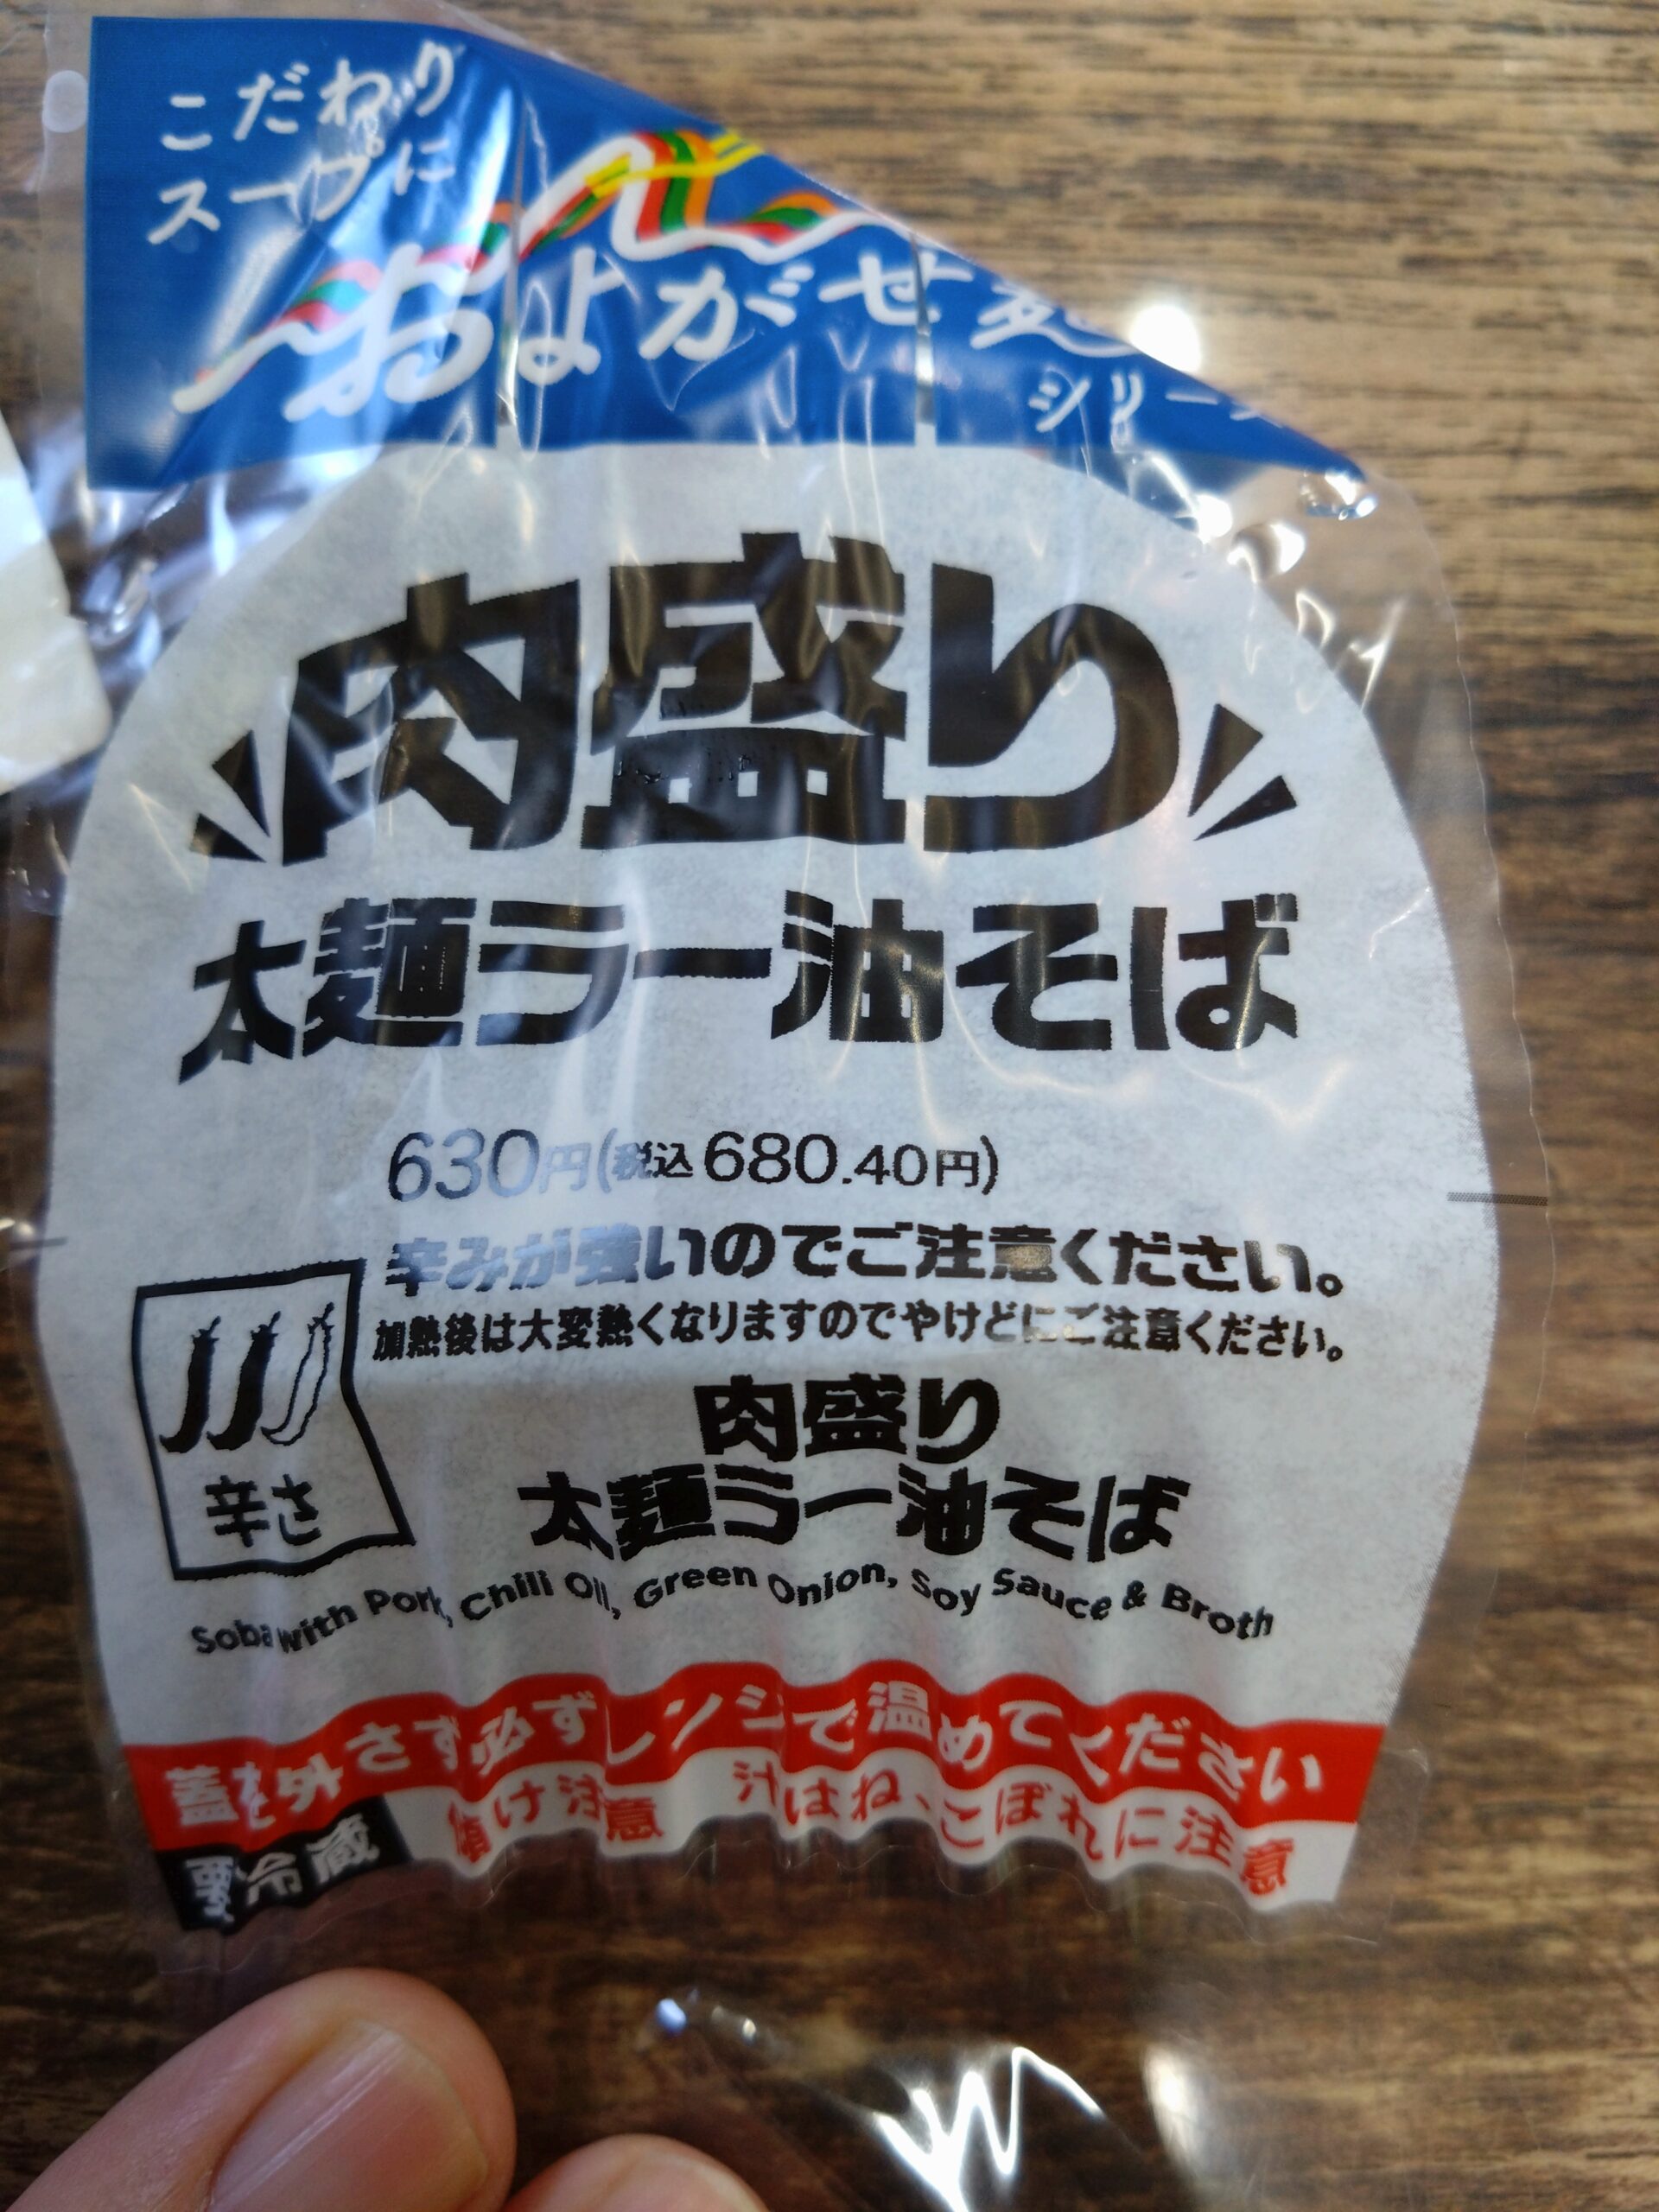 こだわり
スープに
およがせ麺
シリーズ
肉盛り
太麺ラー油そば
630円(税込680.40円)
辛みが強いのでご注意ください。
加熱後は大変熱くなりますのでやけどにご注意ください。
辛さ
肉盛り
太麺ラー油そば
Soba with Pork, Chili Oil, Green Onion, Soy Sauce & Broth
蓋を外さず必ずレンジで温めてください
要冷蔵 傾け注意 汁はね、こぼれに注意